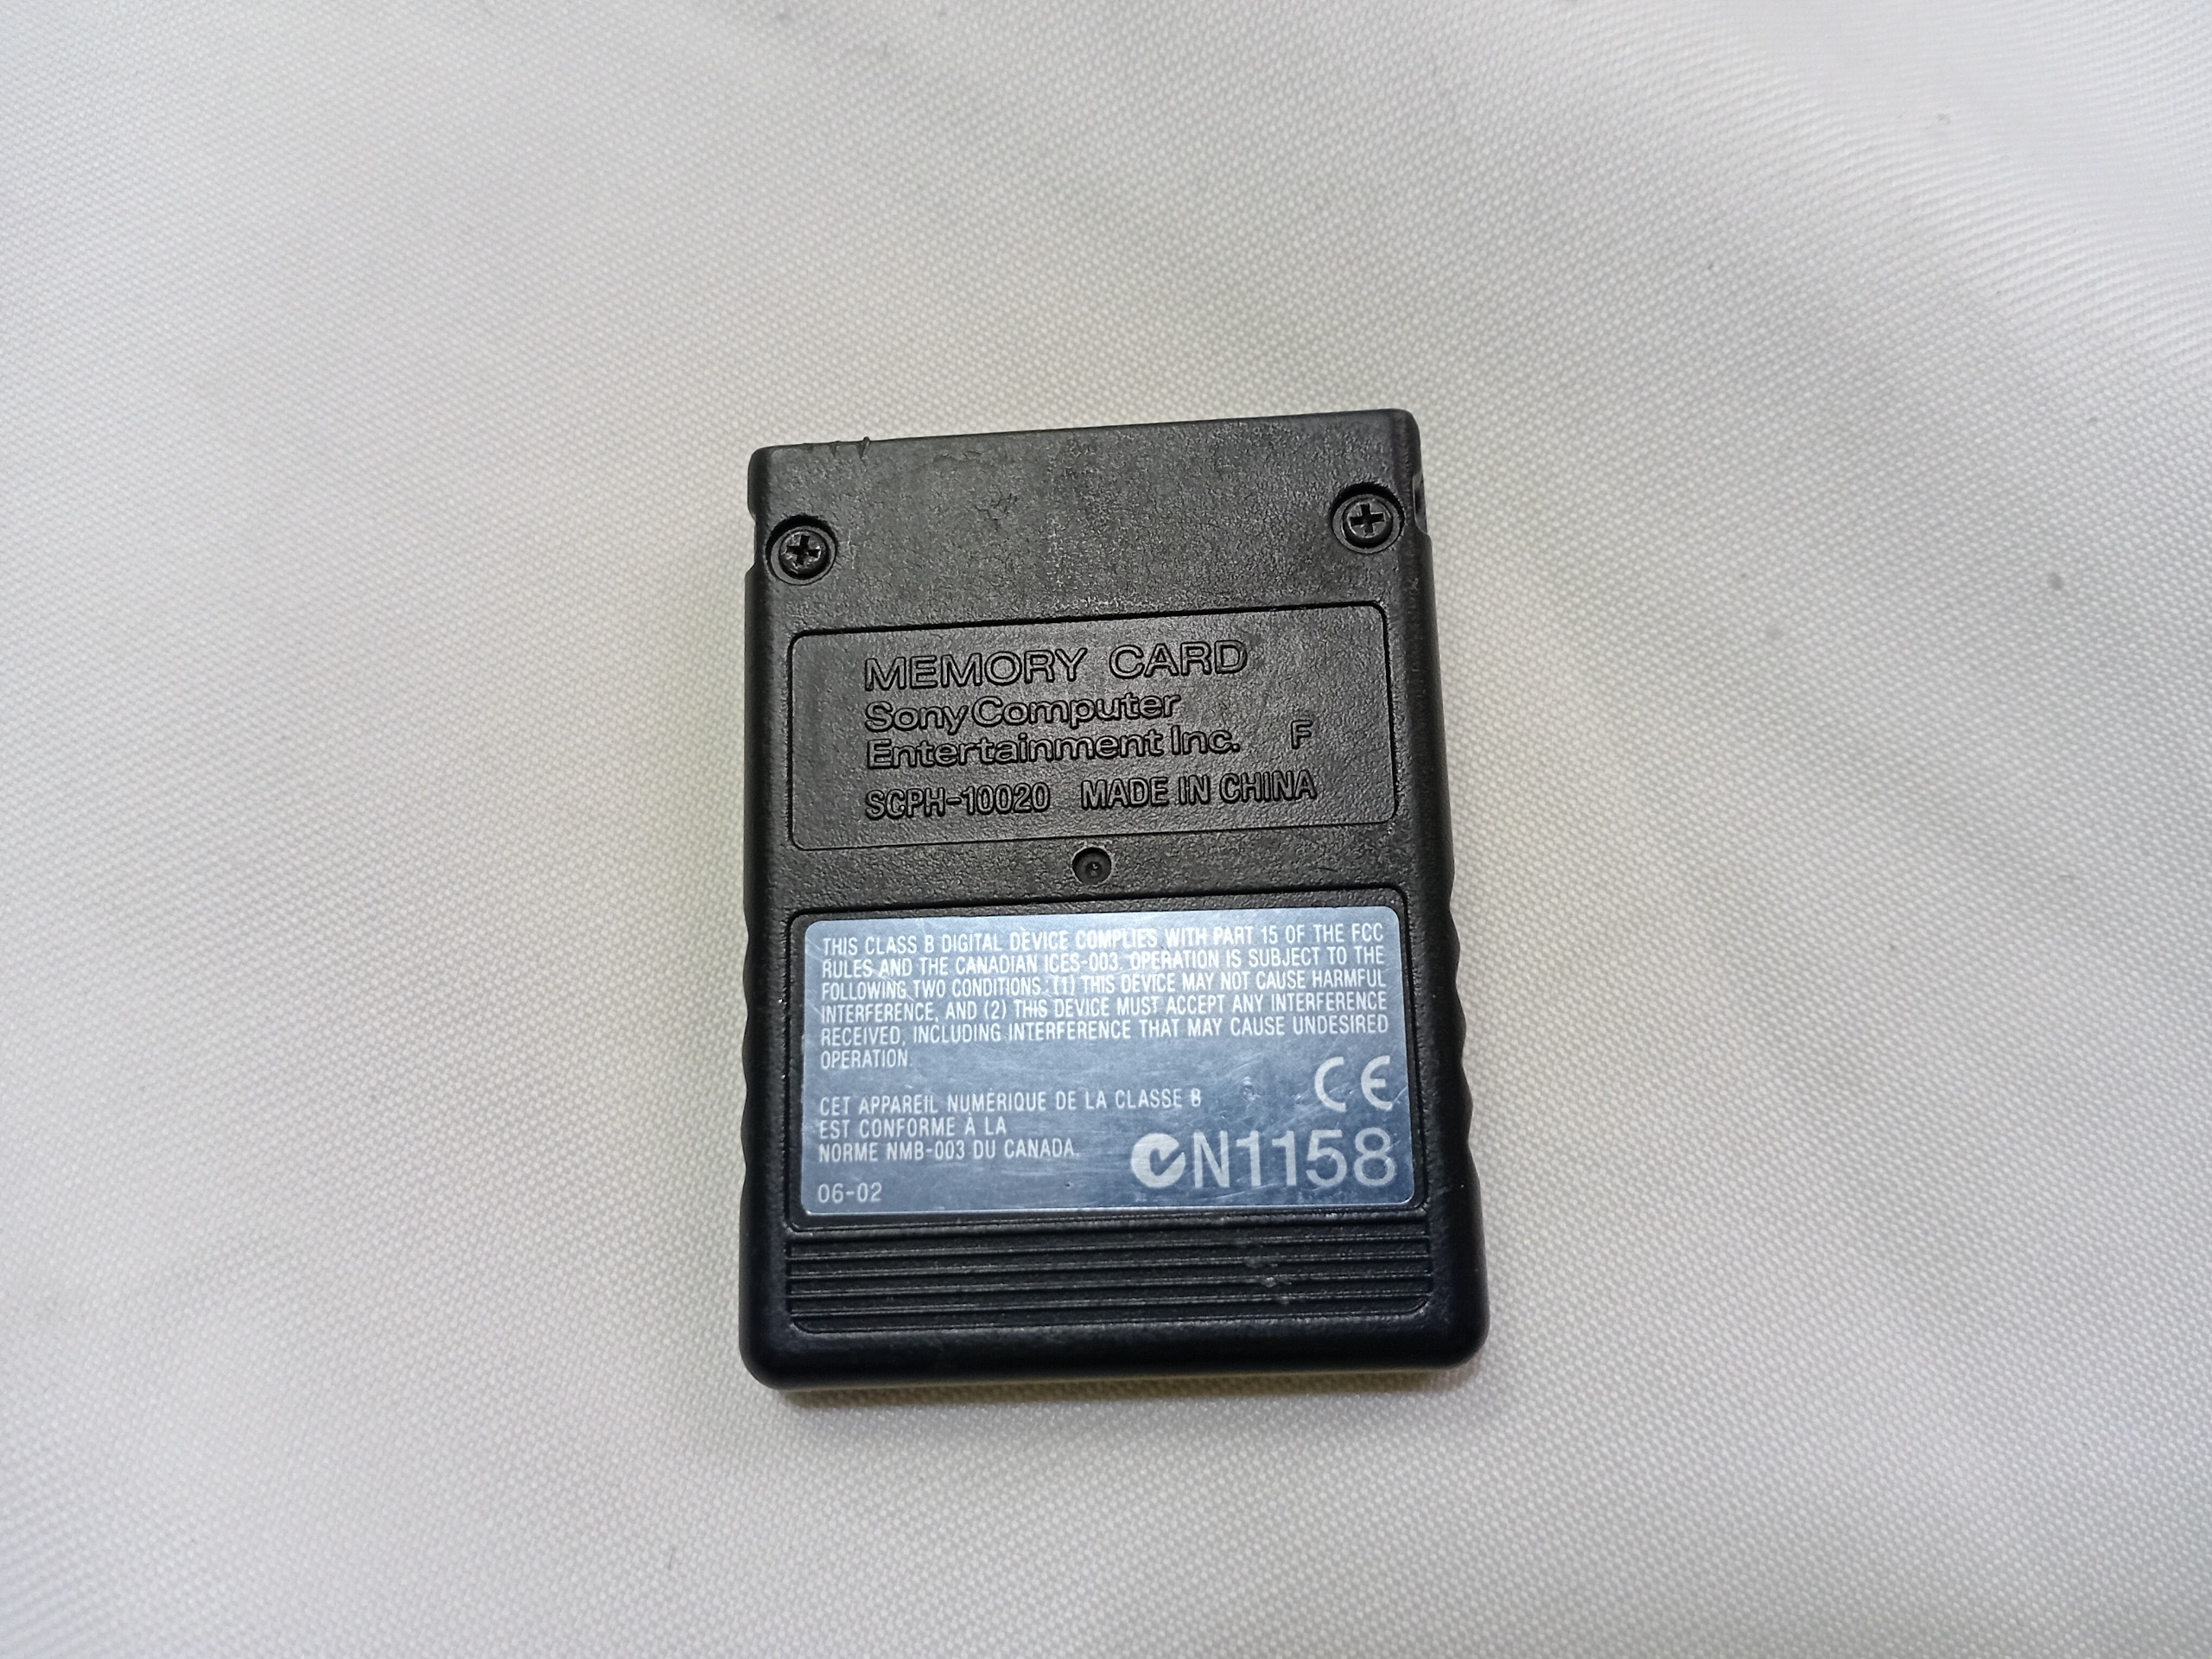 MEMORY CARD
Sony Computer
Entertainment Inc. F
SCPH-10020 MADE IN CHINA
THIS CLASS B DIGITAL DEVICE COMPLIES WITH PART 15 OF THE FCC
RULES AND THE CANADIAN ICES-003. OPERATION IS SUBJECT TO THE
FOLLOWING TWO CONDITIONS : (1) THIS DEVICE MAY NOT CAUSE HARMFUL
INTERFERENCE, AND (2) THIS DEVICE MUST ACCEPT ANY INTERFERENCE
RECEIVED, INCLUDING INTERFERENCE THAT MAY CAUSE UNDESIRED
OPERATION.
CE
CET APPAREIL NUMÉRIQUE DE LA CLASSE B
EST CONFORME À LA
NORME NMB-003 DU CANADA.
N1158
06-02